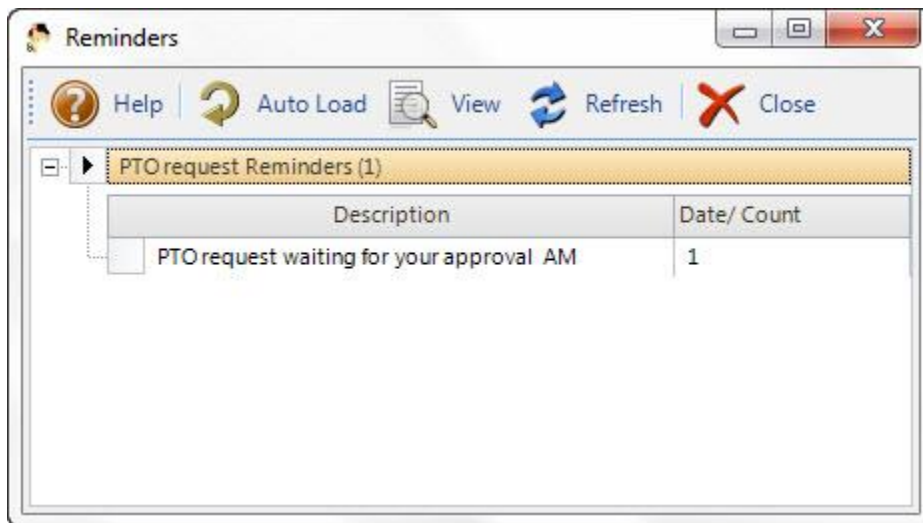 Reminders
Help Auto Load View Refresh Close
PTO request Reminders (1)
Description Date/ Count
PTO request waiting for your approval AM 1